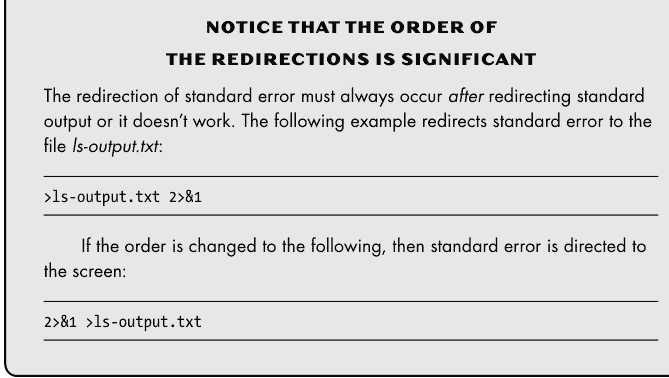 NOTICE THAT THE ORDER OF
THE REDIRECTIONS IS SIGNIFICANT
The redirection of standard error must always occur after redirecting standard
output or it doesn't work. The following example redirects standard error to the
file ls-output.txt:
>ls-output.txt 2>&1
If the order is changed to the following, then standard error is directed to
the screen:
2>&1 >ls-output.txt